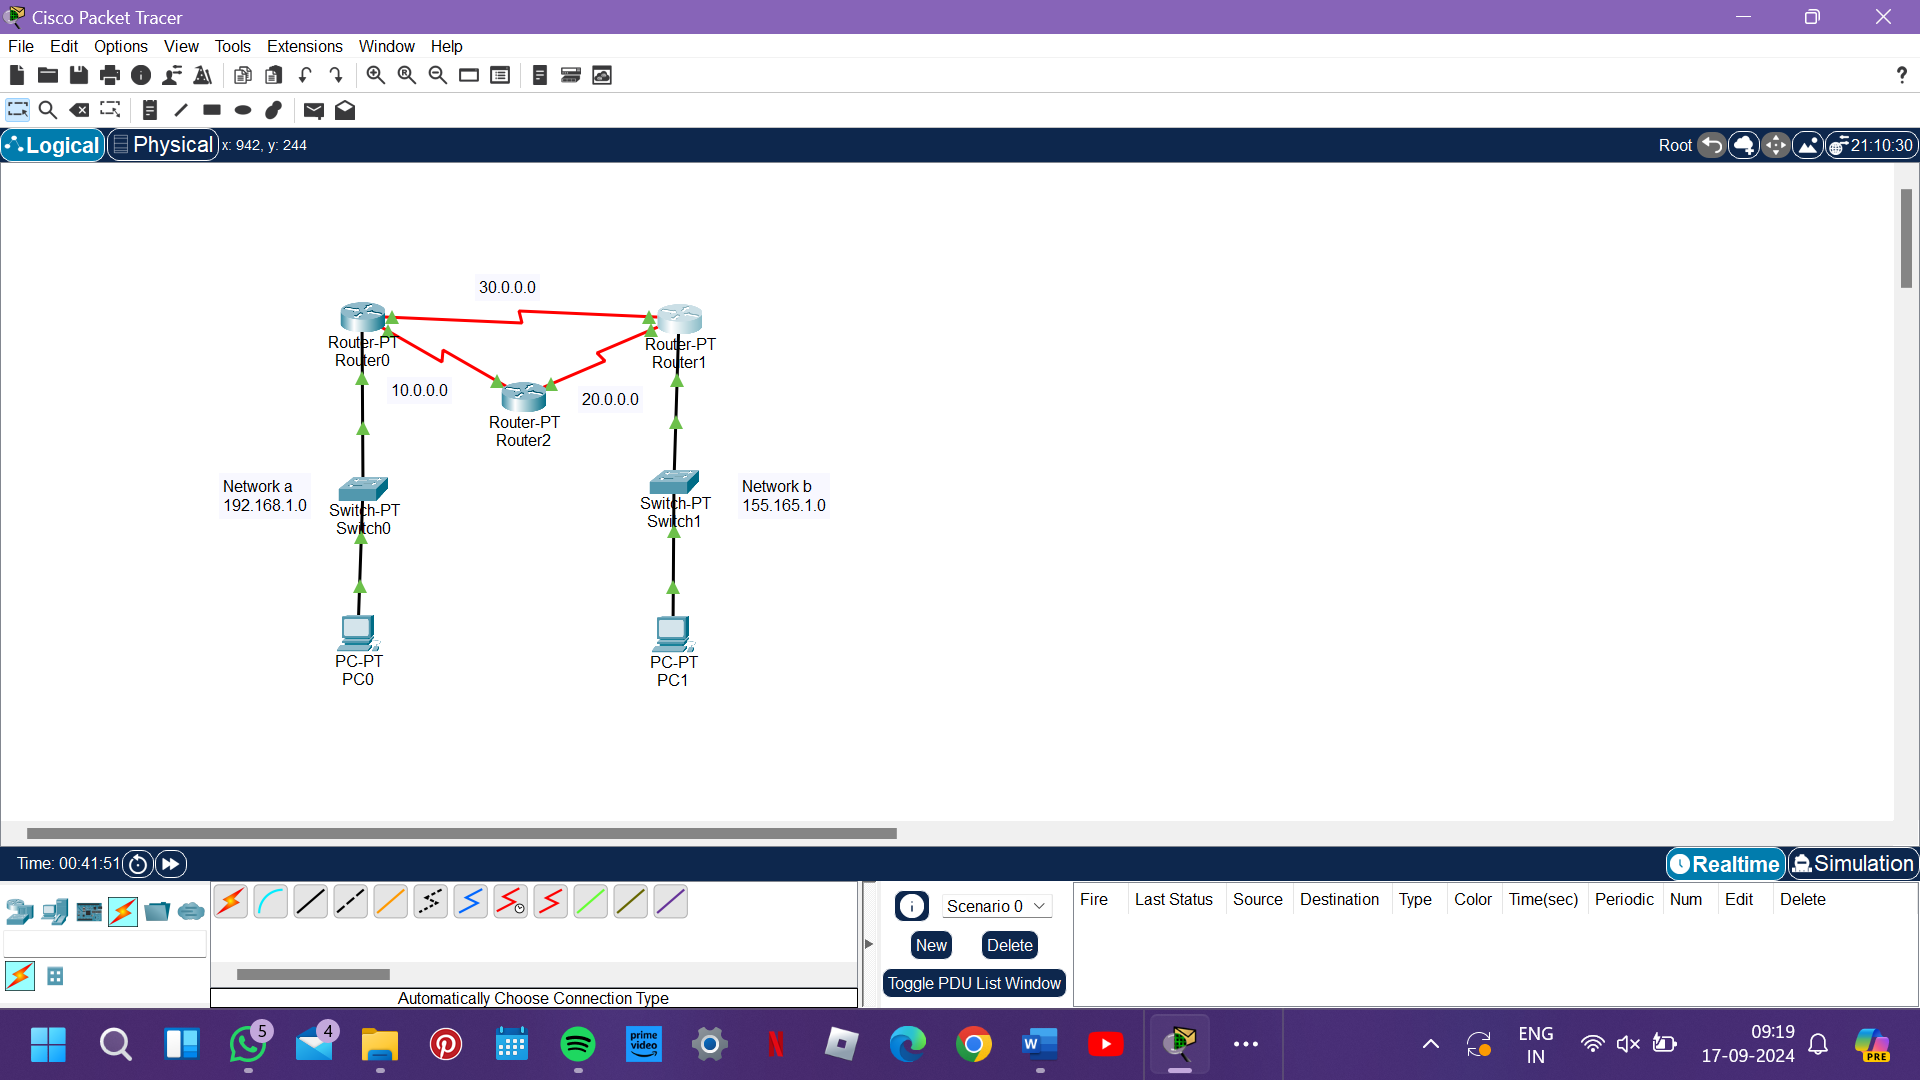 Cisco Packet Tracer
File Edit Options View Tools Extensions Window Help
?
Logical Physical x: 942, y: 244 Root 21:10:30
30.0.0.0
Router-PT
Router0
Router-PT
Router1
10.0.0.0
20.0.0.0
Router-PT
Router2
Network a
192.168.1.0
Switch-PT
Switch0
Switch-PT
Switch1
Network b
155.165.1.0
PC-PT
PC0
PC-PT
PC1
Time: 00:41:51 Realtime Simulation
Scenario 0
New Delete
Toggle PDU List Window
Fire Last Status Source Destination Type Color Time(sec) Periodic Num Edit Delete
Automatically Choose Connection Type
5
4
prime
video
N
W
ENG
IN
09:19
17-09-2024
PRE